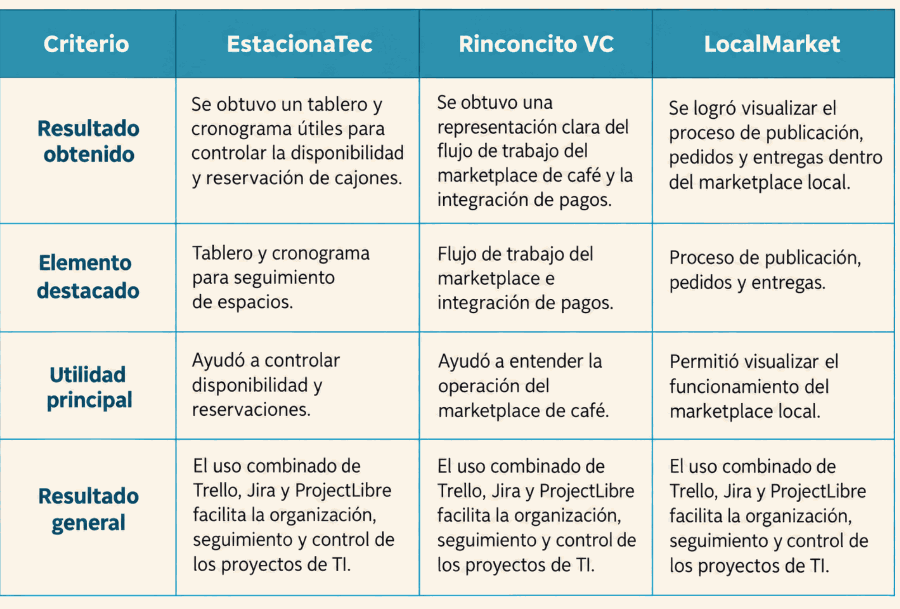 Criterio
EstacionaTec
Rinconcito VC
LocalMarket
Resultado
obtenido
Se obtuvo un tablero y
cronograma útiles para
controlar la disponibilidad
y reservación de cajones.
Se obtuvo una
representación clara del
flujo de trabajo del
marketplace de café y la
integración de pagos.
Se logró visualizar el
proceso de publicación,
pedidos y entregas dentro
del marketplace local.
Elemento
destacado
Tablero y cronograma
para seguimiento
de espacios.
Flujo de trabajo del
marketplace e
integración de pagos.
Proceso de publicación,
pedidos y entregas.
Utilidad
principal
Ayudó a controlar
disponibilidad y
reservaciones.
Ayudó a entender la
operación del
marketplace de café.
Permitió visualizar el
funcionamiento del
marketplace local.
Resultado
general
El uso combinado de
Trello, Jira y ProjectLibre
facilita la organización,
seguimiento y control de
los proyectos de TI.
El uso combinado de
Trello, Jira y ProjectLibre
facilita la organización,
seguimiento y control de
los proyectos de TI.
El uso combinado de
Trello, Jira y ProjectLibre
facilita la organización,
seguimiento y control de
los proyectos de TI.